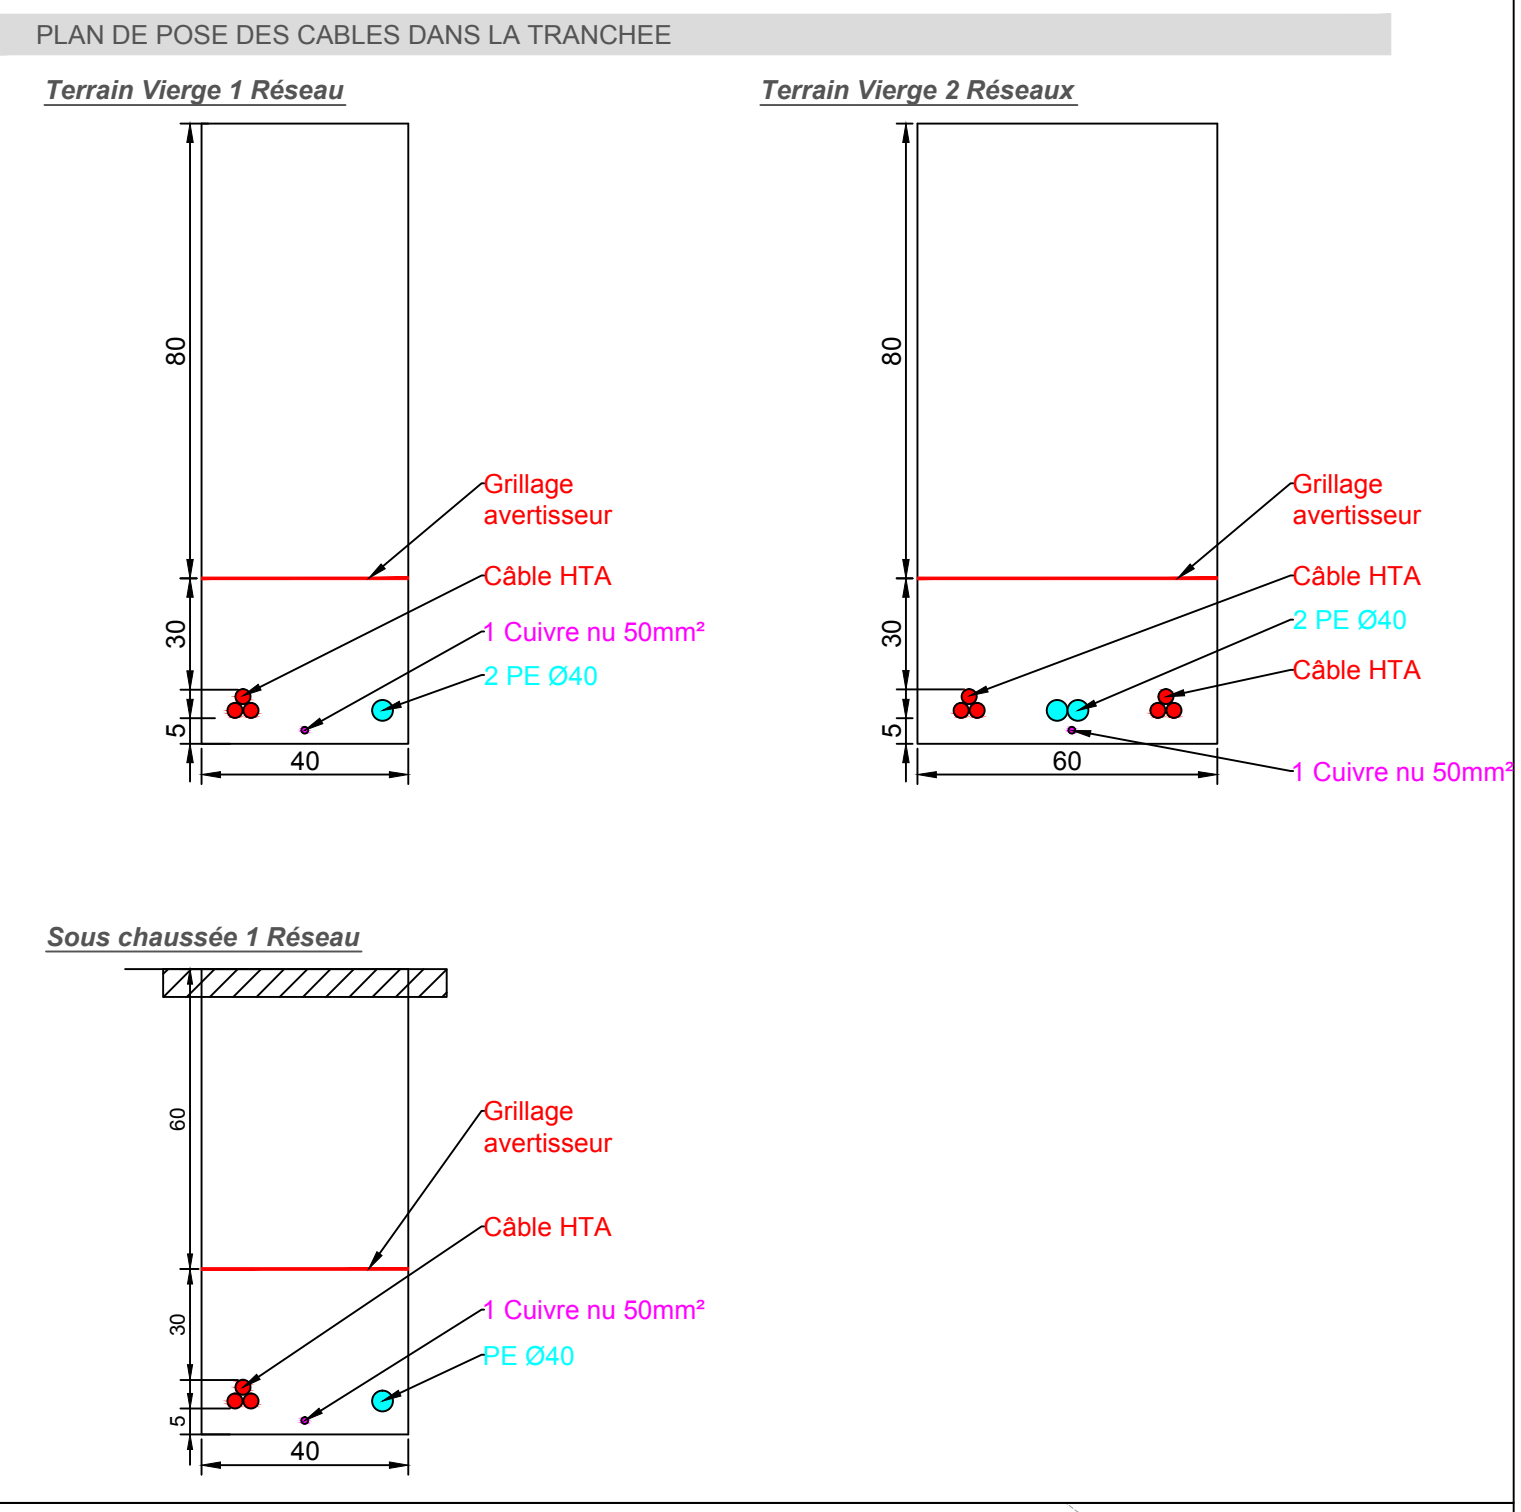 PLAN DE POSE DES CABLES DANS LA TRANCHEE
Terrain Vierge 1 Réseau
80
30
5
40
Grillage
avertisseur
Câble HTA
1 Cuivre nu 50mm²
2 PE Ø40
Terrain Vierge 2 Réseaux
80
30
5
60
Grillage
avertisseur
Câble HTA
2 PE Ø40
Câble HTA
1 Cuivre nu 50mm²
Sous chaussée 1 Réseau
60
30
5
40
Grillage
avertisseur
Câble HTA
1 Cuivre nu 50mm²
PE Ø40